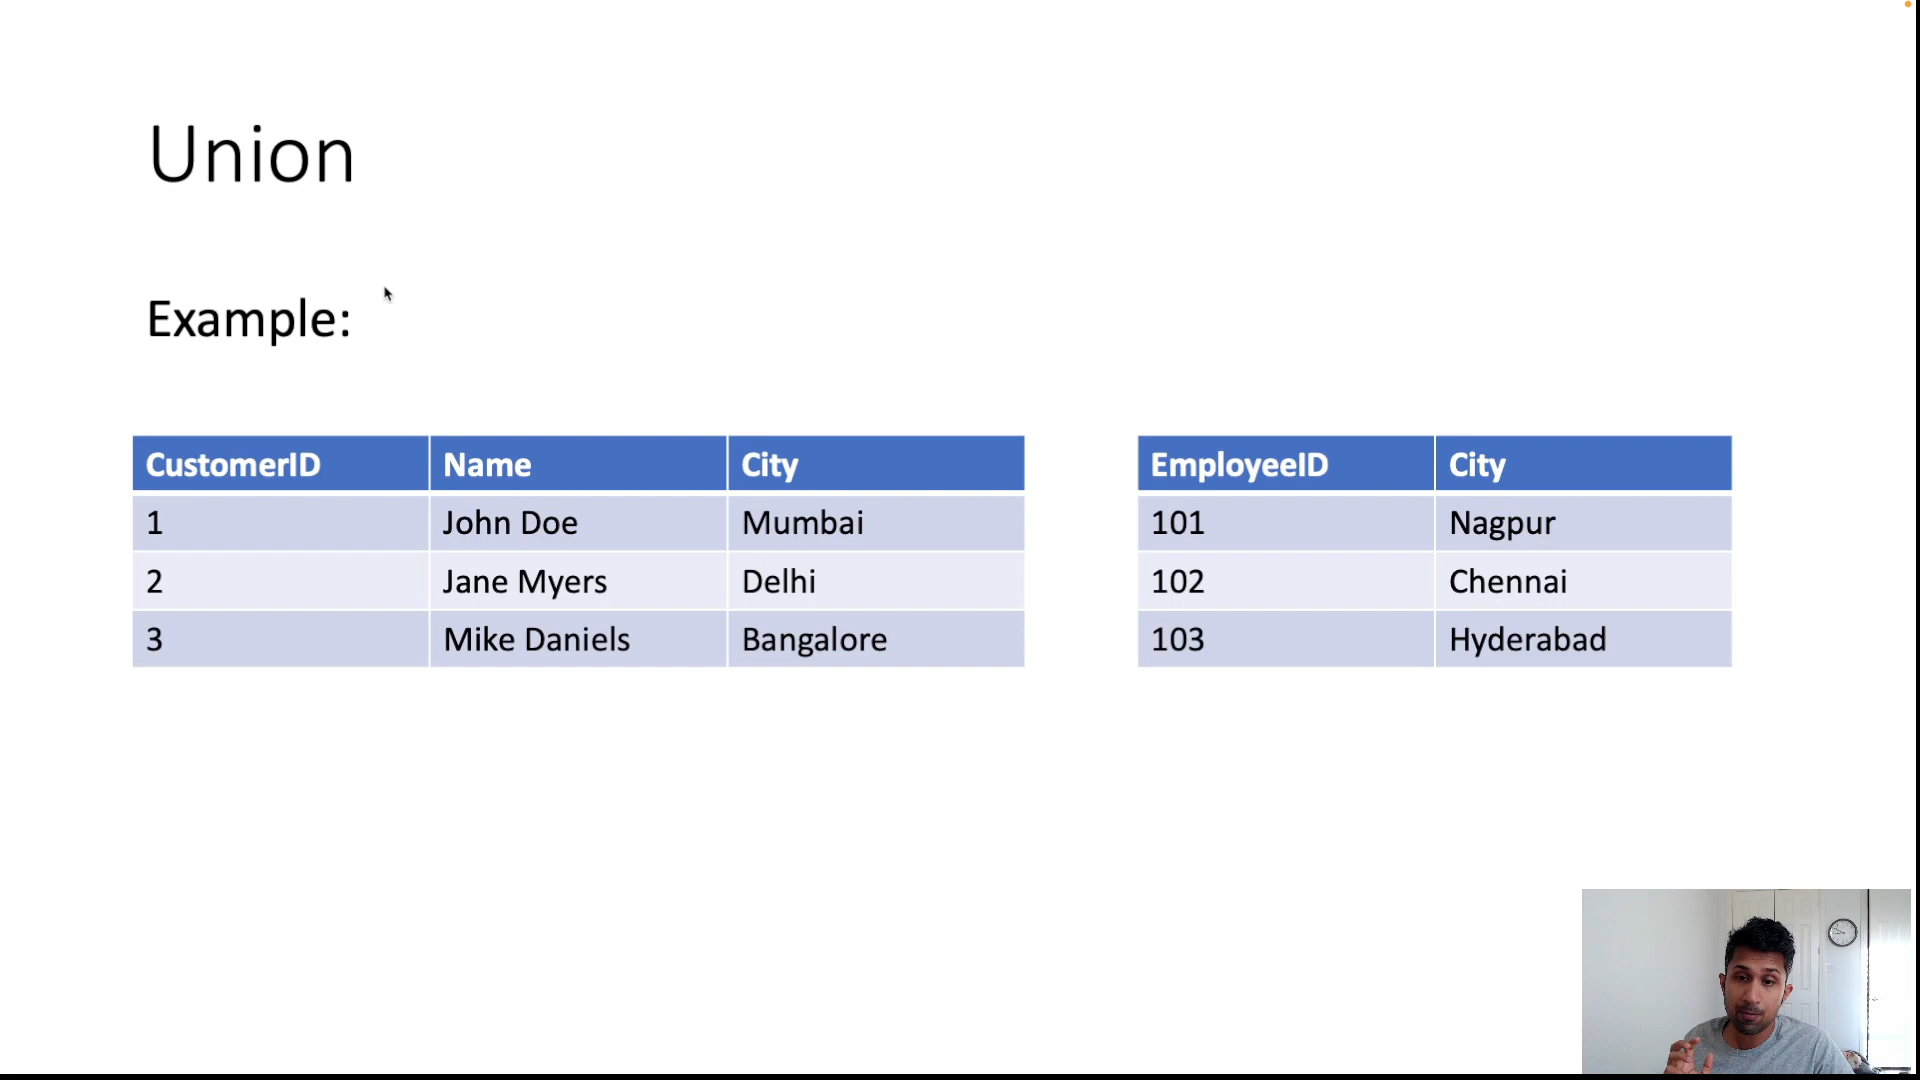 Union
Example:
CustomerID Name City
1 John Doe Mumbai
2 Jane Myers Delhi
3 Mike Daniels Bangalore
EmployeeID City
101 Nagpur
102 Chennai
103 Hyderabad